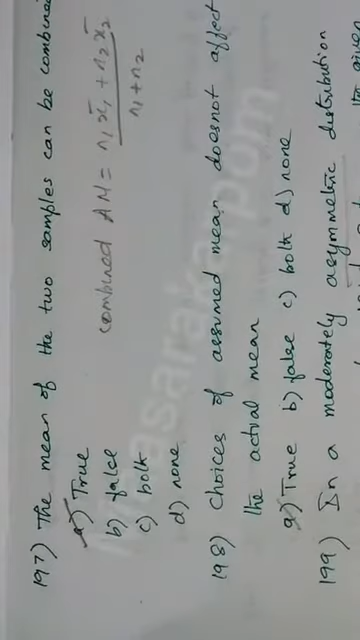 197) The mean of the two samples can be combined
combined AM = n₁x̄₁ + n₂x̄₂
n₁ + n₂
a) True
b) false
c) both
d) none
198) choices of assumed mean doesnot affect
the actual mean
a) True b) false c) both d) none
199) In a moderately asymmetric distribution